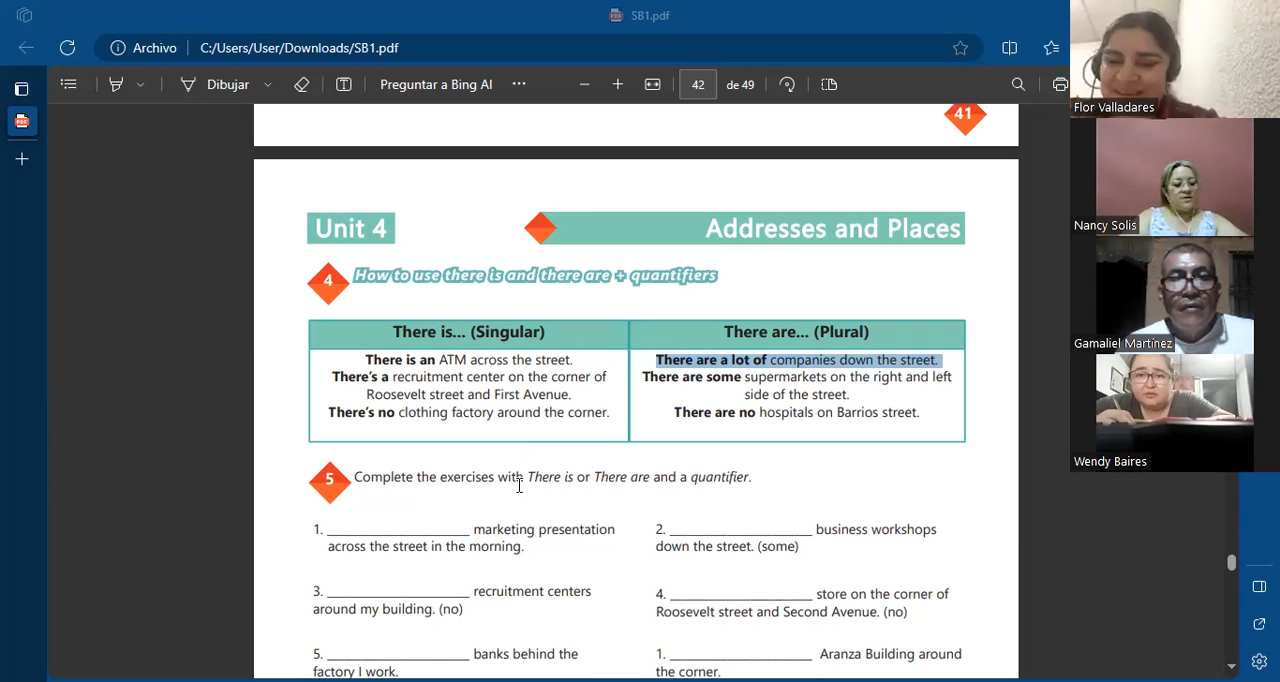 SB1.pdf
Archivo C:/Users/User/Downloads/SB1.pdf
Dibujar Preguntar a Bing AI 42 de 49
41
Unit 4 Addresses and Places
4 How to use there is and there are + quantifiers
There is... (Singular)
There is an ATM across the street.
There's a recruitment center on the corner of
Roosevelt street and First Avenue.
There's no clothing factory around the corner.
There are... (Plural)
There are a lot of companies down the street.
There are some supermarkets on the right and left
side of the street.
There are no hospitals on Barrios street.
5 Complete the exercises with There is or There are and a quantifier.
1. __________________ marketing presentation
across the street in the morning.
2. __________________ business workshops
down the street. (some)
3. __________________ recruitment centers
around my building. (no)
4. __________________ store on the corner of
Roosevelt street and Second Avenue. (no)
5. __________________ banks behind the
factory I work.
1. __________________ Aranza Building around
the corner.
Flor Valladares
Nancy Solis
Gamaliel Martínez
Wendy Baires